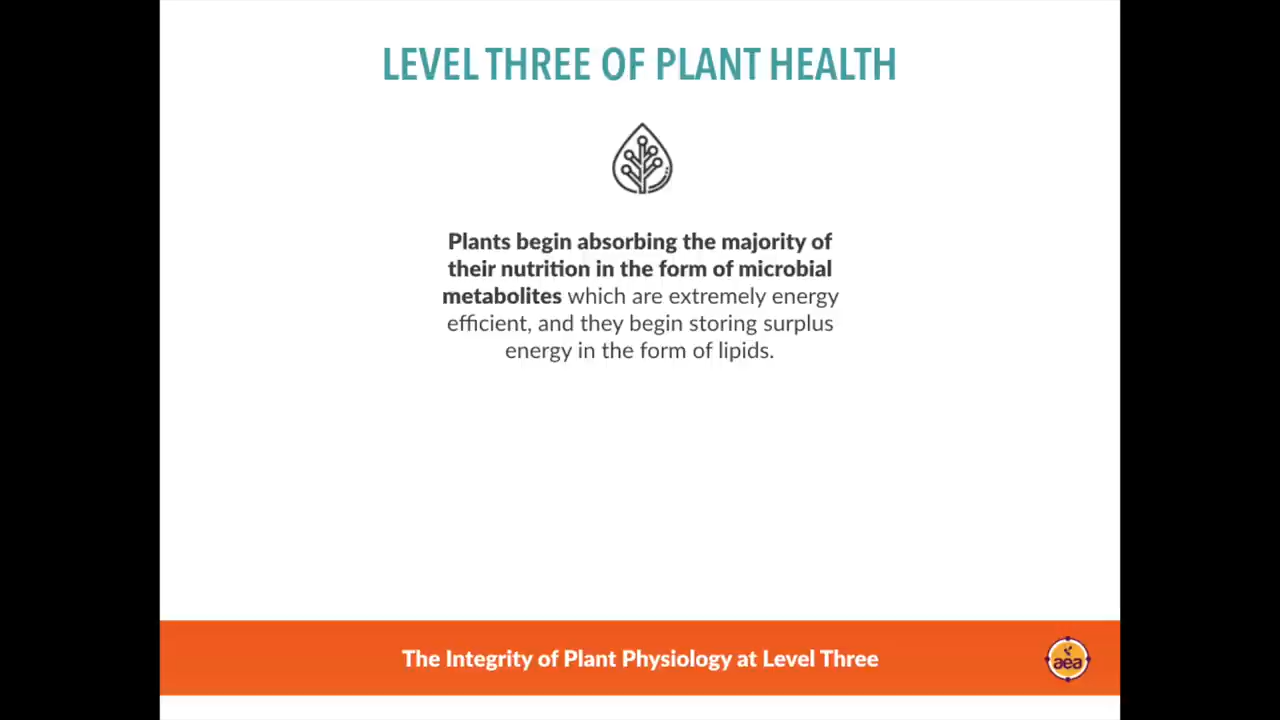 LEVEL THREE OF PLANT HEALTH
Plants begin absorbing the majority of
their nutrition in the form of microbial
metabolites which are extremely energy
efficient, and they begin storing surplus
energy in the form of lipids.
The Integrity of Plant Physiology at Level Three
aea